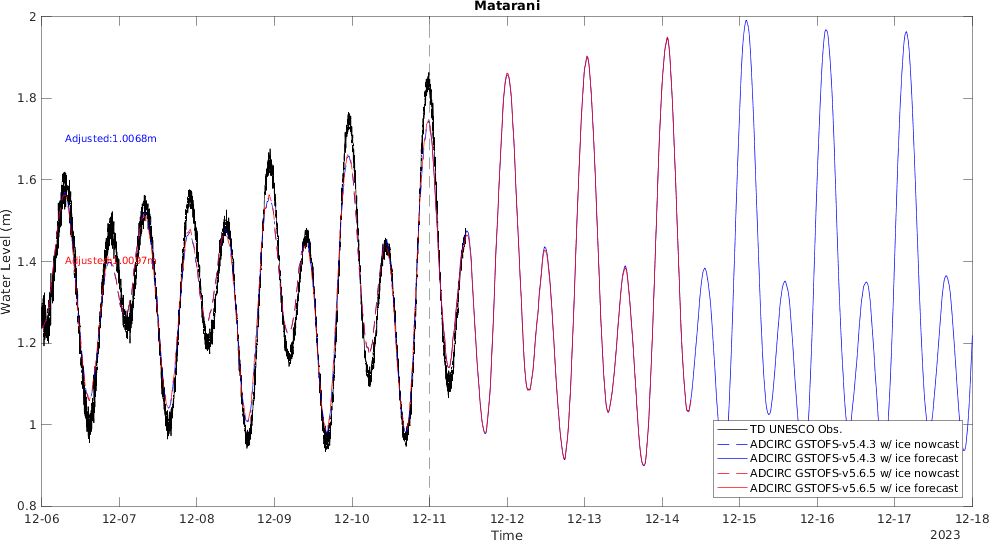 Matarani
2
1.8
1.6
1.4
1.2
1
0.8
Water Level (m)
Adjusted:1.0068m
Adjusted:1.0097m
TD UNESCO Obs.
ADCIRC GSTOFS-v5.4.3 w/ ice nowcast
ADCIRC GSTOFS-v5.4.3 w/ ice forecast
ADCIRC GSTOFS-v5.6.5 w/ ice nowcast
ADCIRC GSTOFS-v5.6.5 w/ ice forecast
12-06 12-07 12-08 12-09 12-10 12-11 12-12 12-13 12-14 12-15 12-16 12-17 12-18
Time
2023